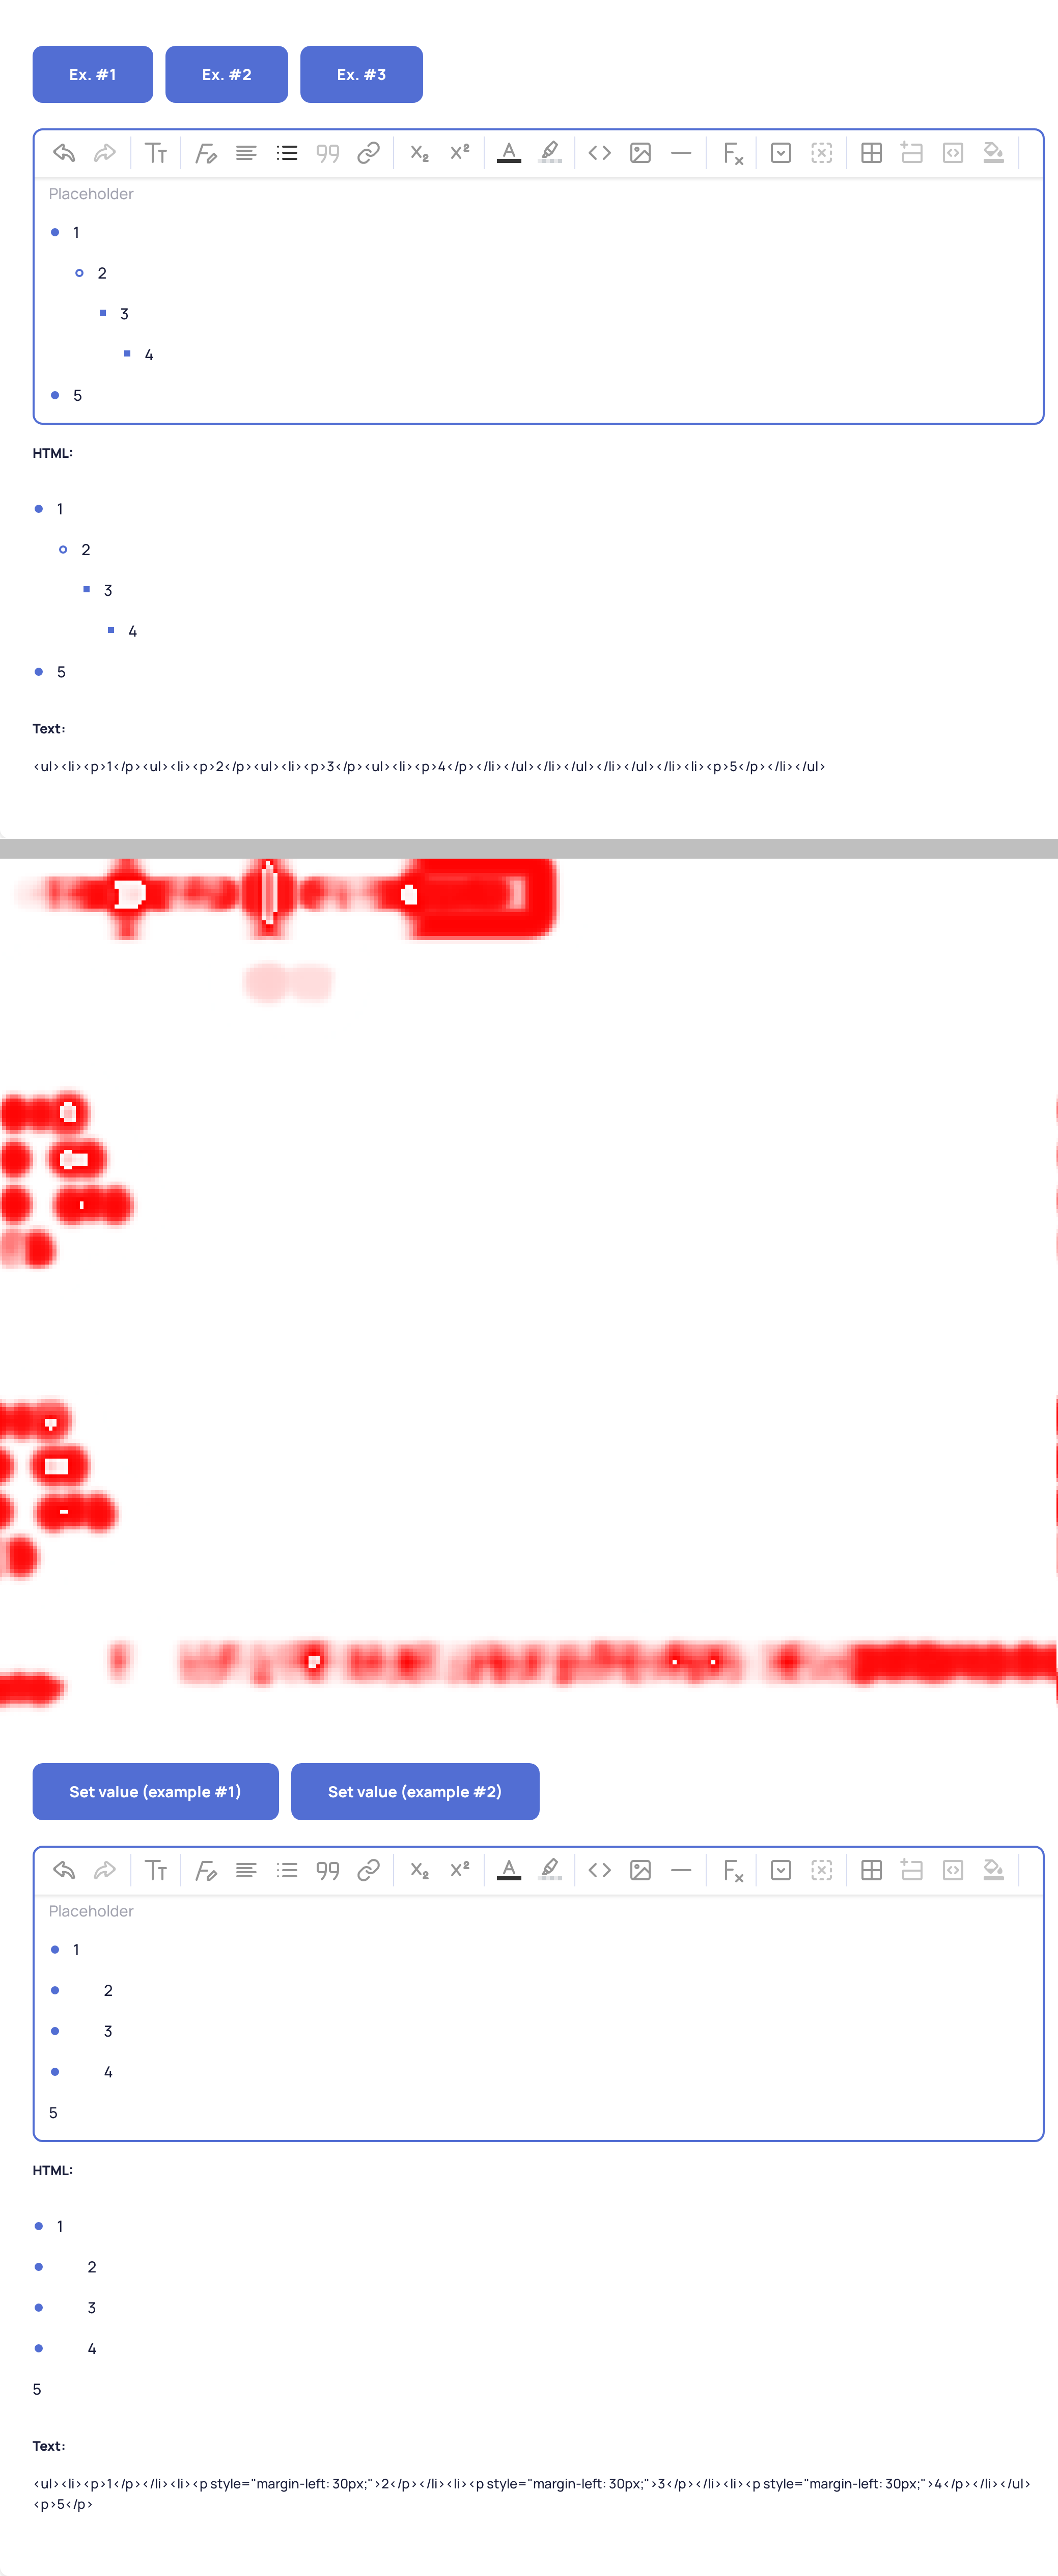 Ex. #1 Ex. #2 Ex. #3
Placeholder
1
2
3
4
5
HTML:
1
2
3
4
5
Text:
<ul><li><p>1</p><ul><li><p>2</p><ul><li><p>3</p><ul><li><p>4</p></li></ul></li></ul></li></ul></li><li><p>5</p></li></ul>
Set value (example #1) Set value (example #2)
Placeholder
1
2
3
4
5
HTML:
1
2
3
4
5
Text:
<ul><li><p>1</p></li><li><p style="margin-left: 30px;">2</p></li><li><p style="margin-left: 30px;">3</p></li><li><p style="margin-left: 30px;">4</p></li></ul>
<p>5</p>